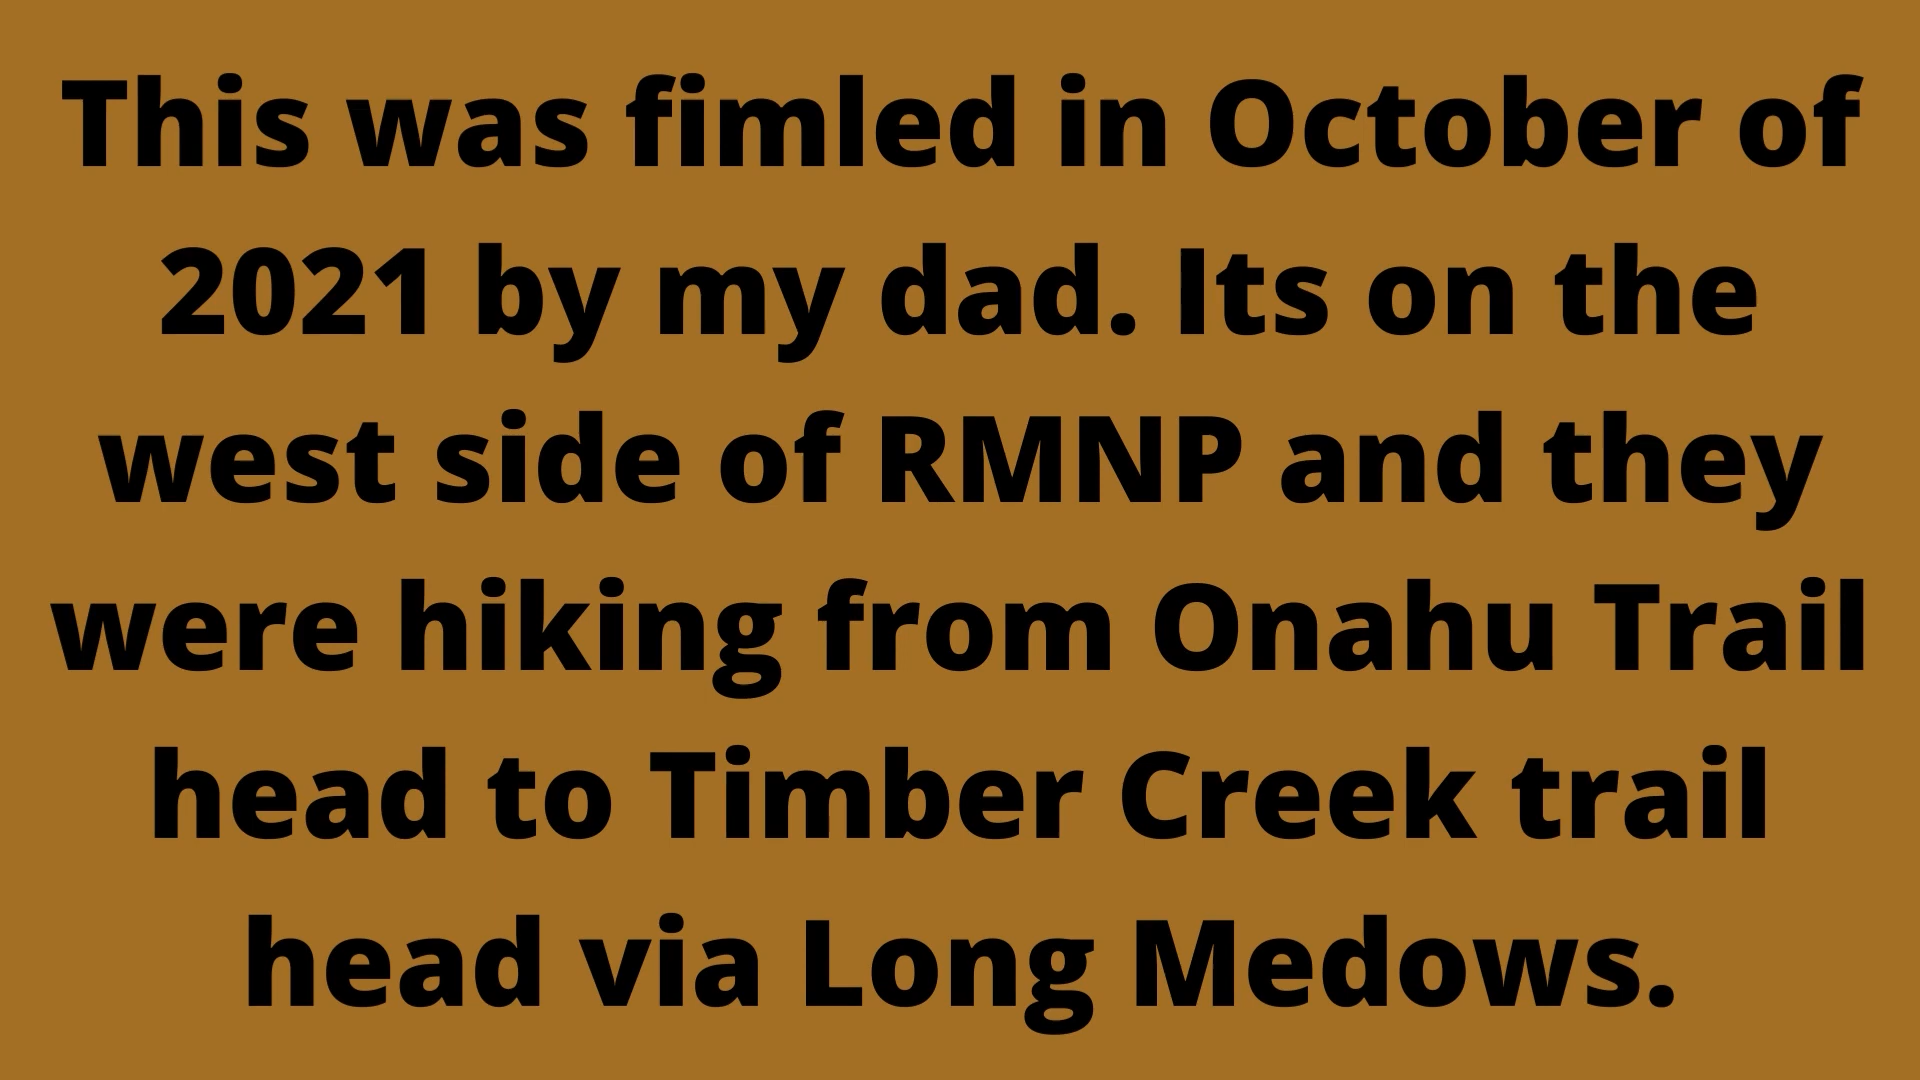 This was fimled in October of
2021 by my dad. Its on the
west side of RMNP and they
were hiking from Onahu Trail
head to Timber Creek trail
head via Long Medows.